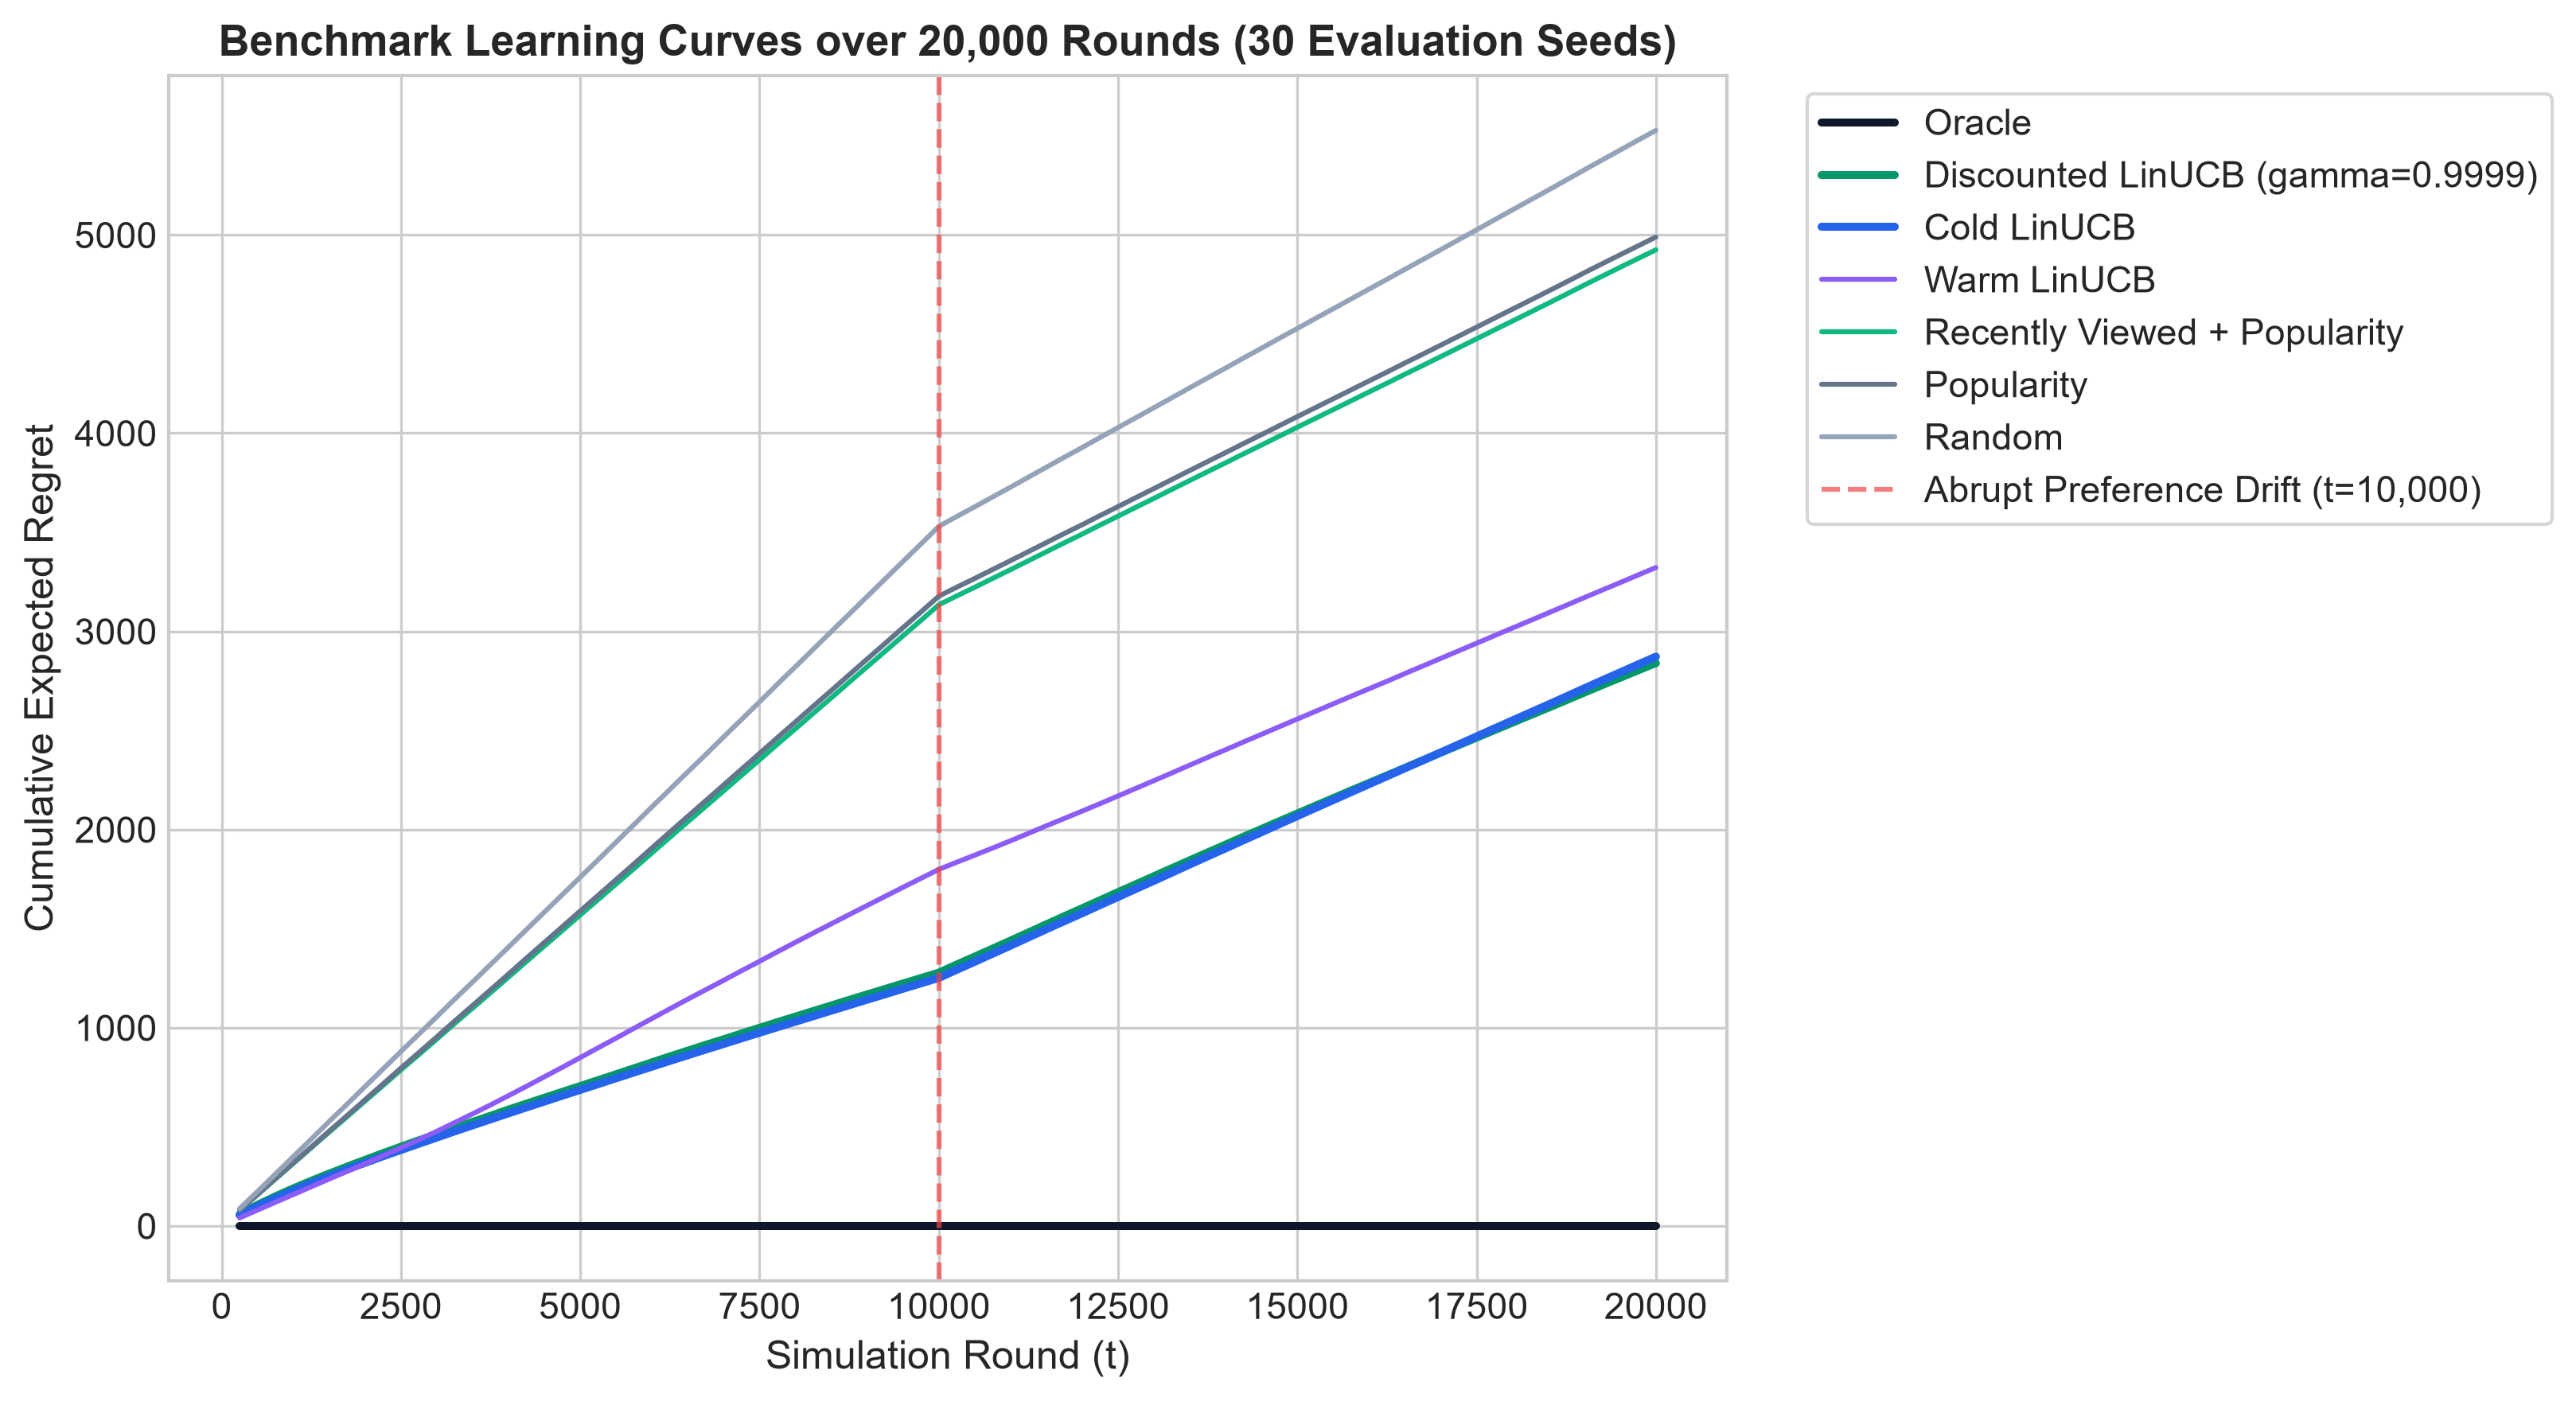 Benchmark Learning Curves over 20,000 Rounds (30 Evaluation Seeds)
Cumulative Expected Regret
5000
4000
3000
2000
1000
0
0 2500 5000 7500 10000 12500 15000 17500 20000
Simulation Round (t)
Oracle
Discounted LinUCB (gamma=0.9999)
Cold LinUCB
Warm LinUCB
Recently Viewed + Popularity
Popularity
Random
Abrupt Preference Drift (t=10,000)